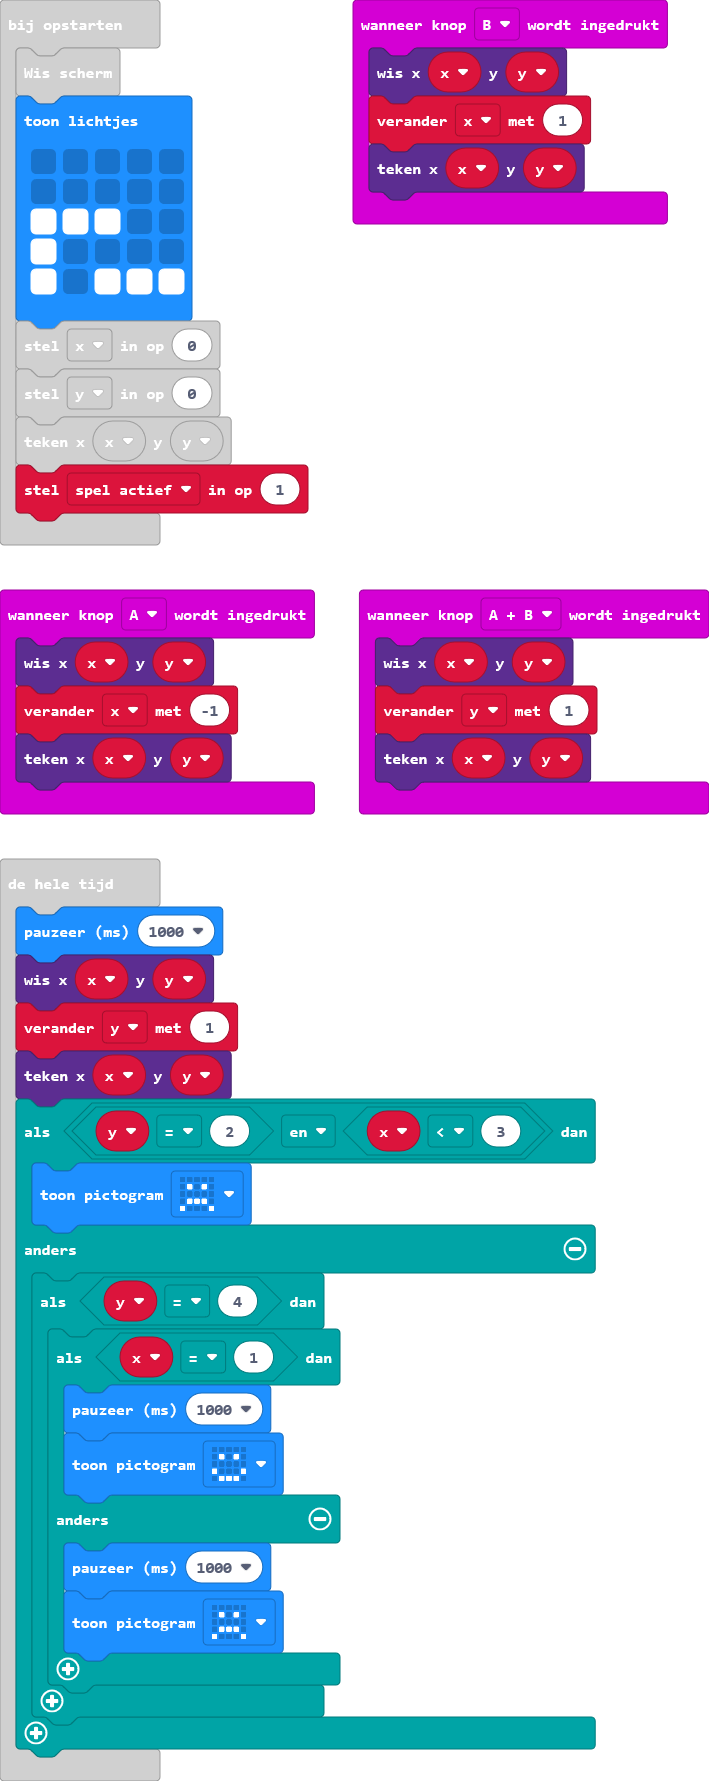 bij opstarten
Wis scherm
toon lichtjes
stel x in op 0
stel y in op 0
teken x x y y
stel spel actief in op 1
wanneer knop B wordt ingedrukt
wis x x y y
verander x met 1
teken x x y y
wanneer knop A wordt ingedrukt
wis x x y y
verander x met -1
teken x x y y
wanneer knop A + B wordt ingedrukt
wis x x y y
verander y met 1
teken x x y y
de hele tijd
pauzeer (ms) 1000
wis x x y y
verander y met 1
teken x x y y
als y = 2 en x < 3 dan
toon pictogram
anders
als y = 4 dan
als x = 1 dan
pauzeer (ms) 1000
toon pictogram
anders
pauzeer (ms) 1000
toon pictogram